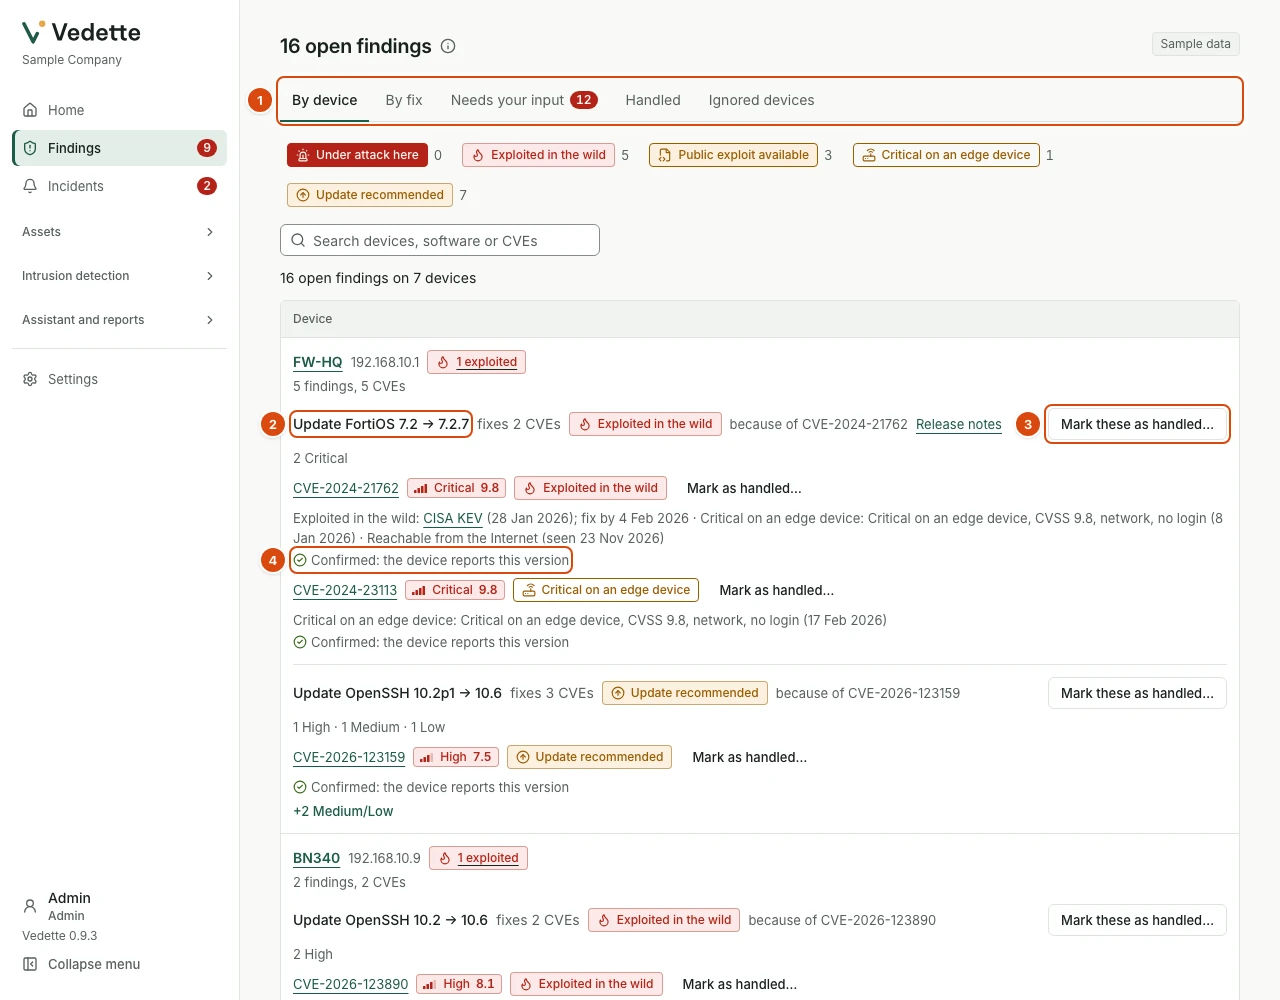 Vedette
Sample Company
Home
Findings 9
Incidents 2
Assets
Intrusion detection
Assistant and reports
Settings
Admin
Admin
Vedette 0.9.3
Collapse menu
16 open findings
Sample data
1 By device By fix Needs your input 12 Handled Ignored devices
Under attack here 0 Exploited in the wild 5 Public exploit available 3 Critical on an edge device 1
Update recommended 7
Search devices, software or CVEs
16 open findings on 7 devices
Device
FW-HQ 192.168.10.1 1 exploited
5 findings, 5 CVEs
2 Update FortiOS 7.2 → 7.2.7 fixes 2 CVEs Exploited in the wild because of CVE-2024-21762 Release notes 3 Mark these as handled...
2 Critical
CVE-2024-21762 Critical 9.8 Exploited in the wild Mark as handled...
Exploited in the wild: CISA KEV (28 Jan 2026); fix by 4 Feb 2026 · Critical on an edge device: Critical on an edge device, CVSS 9.8, network, no login (8
Jan 2026) · Reachable from the Internet (seen 23 Nov 2026)
4 Confirmed: the device reports this version
CVE-2024-23113 Critical 9.8 Critical on an edge device Mark as handled...
Critical on an edge device: Critical on an edge device, CVSS 9.8, network, no login (17 Feb 2026)
Confirmed: the device reports this version
Update OpenSSH 10.2p1 → 10.6 fixes 3 CVEs Update recommended because of CVE-2026-123159 Mark these as handled...
1 High · 1 Medium · 1 Low
CVE-2026-123159 High 7.5 Update recommended Mark as handled...
Confirmed: the device reports this version
+2 Medium/Low
BN340 192.168.10.9 1 exploited
2 findings, 2 CVEs
Update OpenSSH 10.2 → 10.6 fixes 2 CVEs Exploited in the wild because of CVE-2026-123890 Mark these as handled...
2 High
CVE-2026-123890 High 8.1 Exploited in the wild Mark as handled...